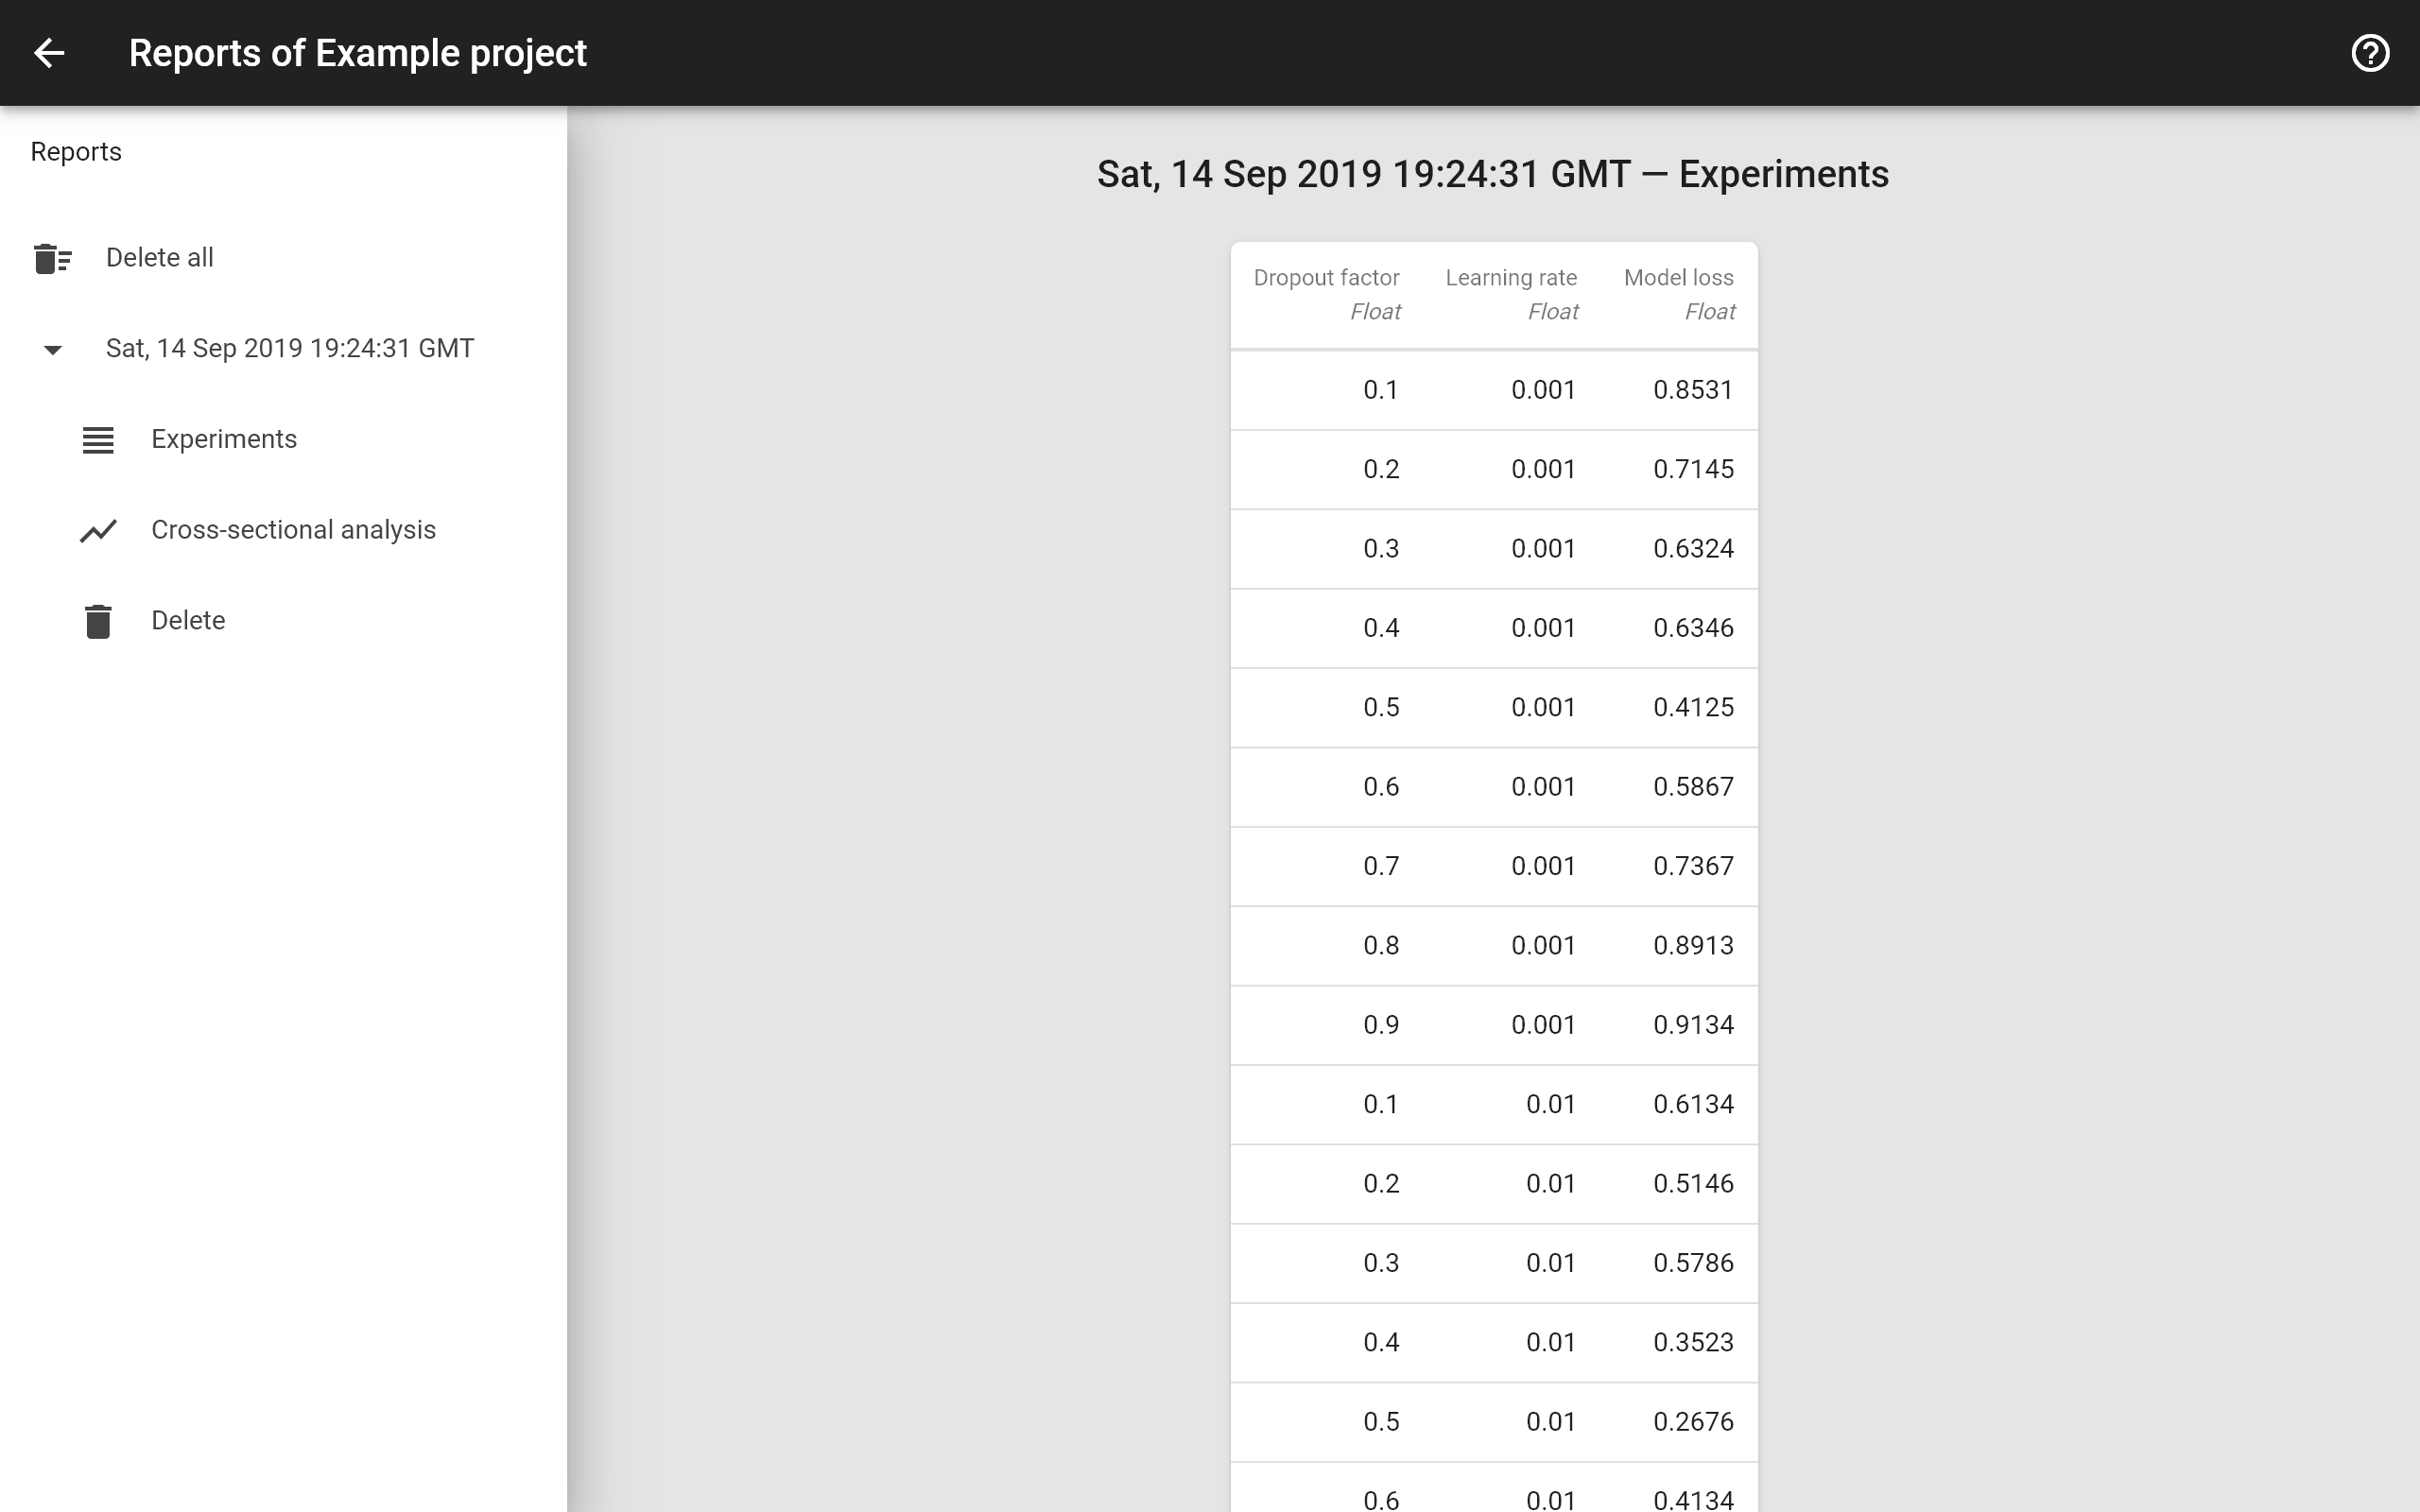 Reports of Example project
Reports
Delete all
Sat, 14 Sep 2019 19:24:31 GMT
Experiments
Cross-sectional analysis
Delete
Sat, 14 Sep 2019 19:24:31 GMT — Experiments
Dropout factor Learning rate Model loss
Float Float Float
0.1 0.001 0.8531
0.2 0.001 0.7145
0.3 0.001 0.6324
0.4 0.001 0.6346
0.5 0.001 0.4125
0.6 0.001 0.5867
0.7 0.001 0.7367
0.8 0.001 0.8913
0.9 0.001 0.9134
0.1 0.01 0.6134
0.2 0.01 0.5146
0.3 0.01 0.5786
0.4 0.01 0.3523
0.5 0.01 0.2676
0.6 0.01 0.4134